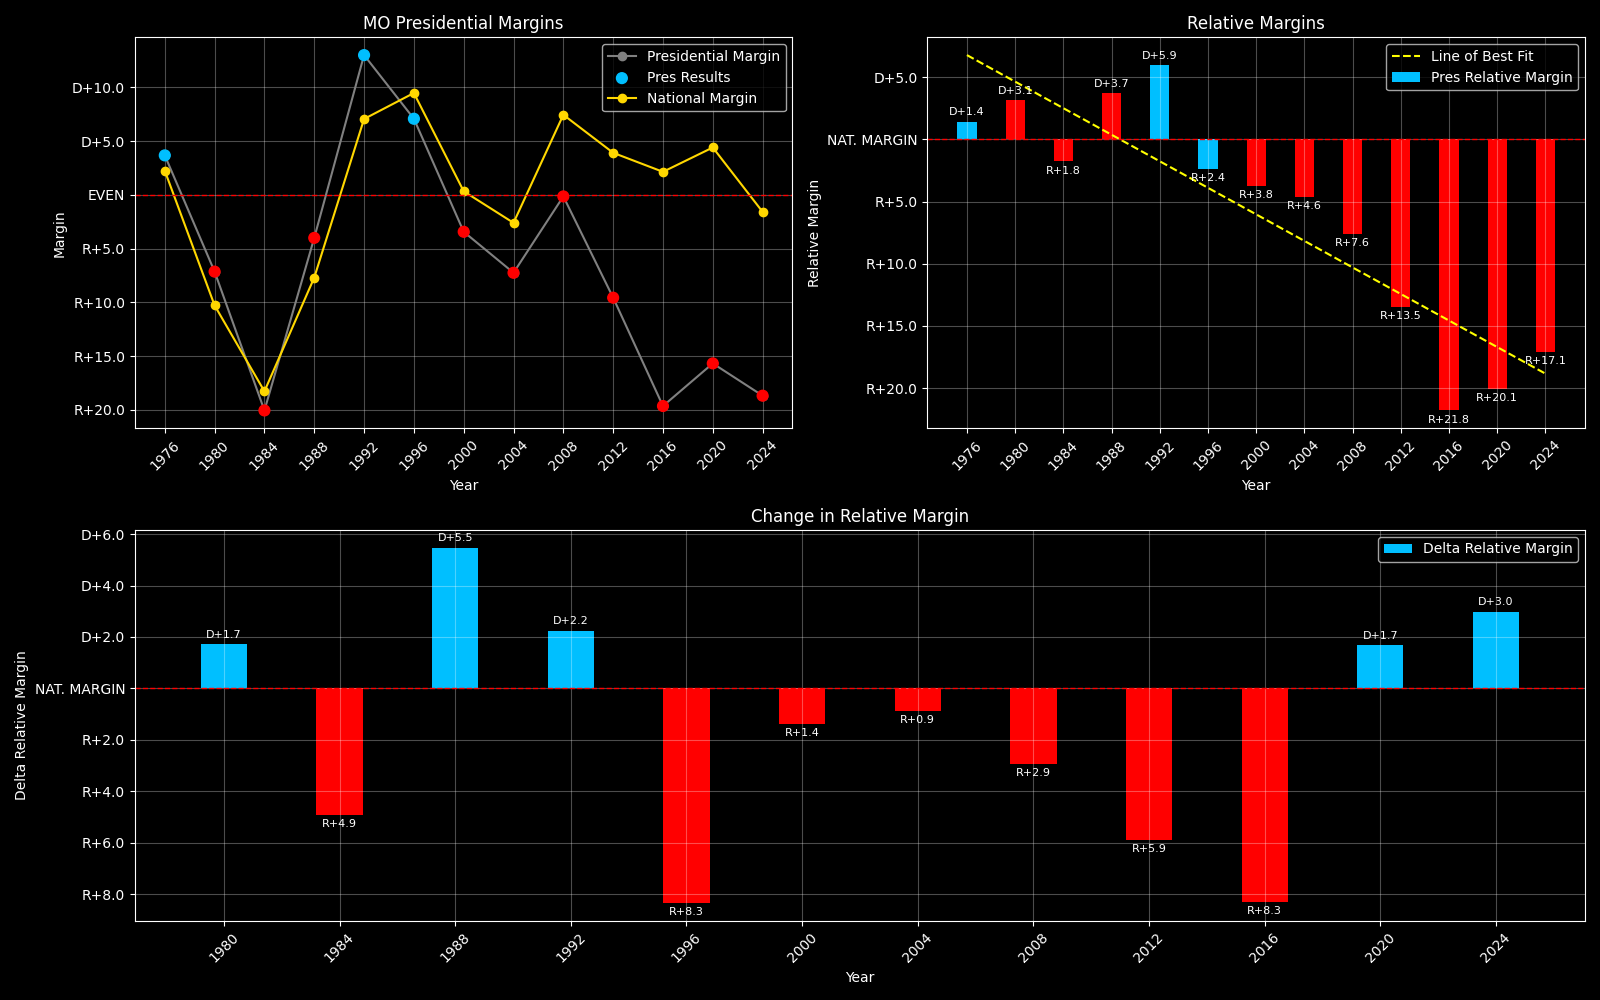 MO Presidential Margins
Presidential Margin
Pres Results
National Margin
D+10.0
D+5.0
EVEN
R+5.0
R+10.0
R+15.0
R+20.0
Margin
1976
1980
1984
1988
1992
1996
2000
2004
2008
2012
2016
2020
2024
Year
Relative Margins
Line of Best Fit
Pres Relative Margin
D+5.0
NAT. MARGIN
R+5.0
R+10.0
R+15.0
R+20.0
Relative Margin
D+1.4
D+3.1
R+1.8
D+3.7
D+5.9
R+2.4
R+3.8
R+4.6
R+7.6
R+13.5
R+21.8
R+20.1
R+17.1
1976
1980
1984
1988
1992
1996
2000
2004
2008
2012
2016
2020
2024
Year
Change in Relative Margin
Delta Relative Margin
D+6.0
D+4.0
D+2.0
NAT. MARGIN
R+2.0
R+4.0
R+6.0
R+8.0
Delta Relative Margin
D+1.7
R+4.9
D+5.5
D+2.2
R+8.3
R+1.4
R+0.9
R+2.9
R+5.9
R+8.3
D+1.7
D+3.0
1980
1984
1988
1992
1996
2000
2004
2008
2012
2016
2020
2024
Year